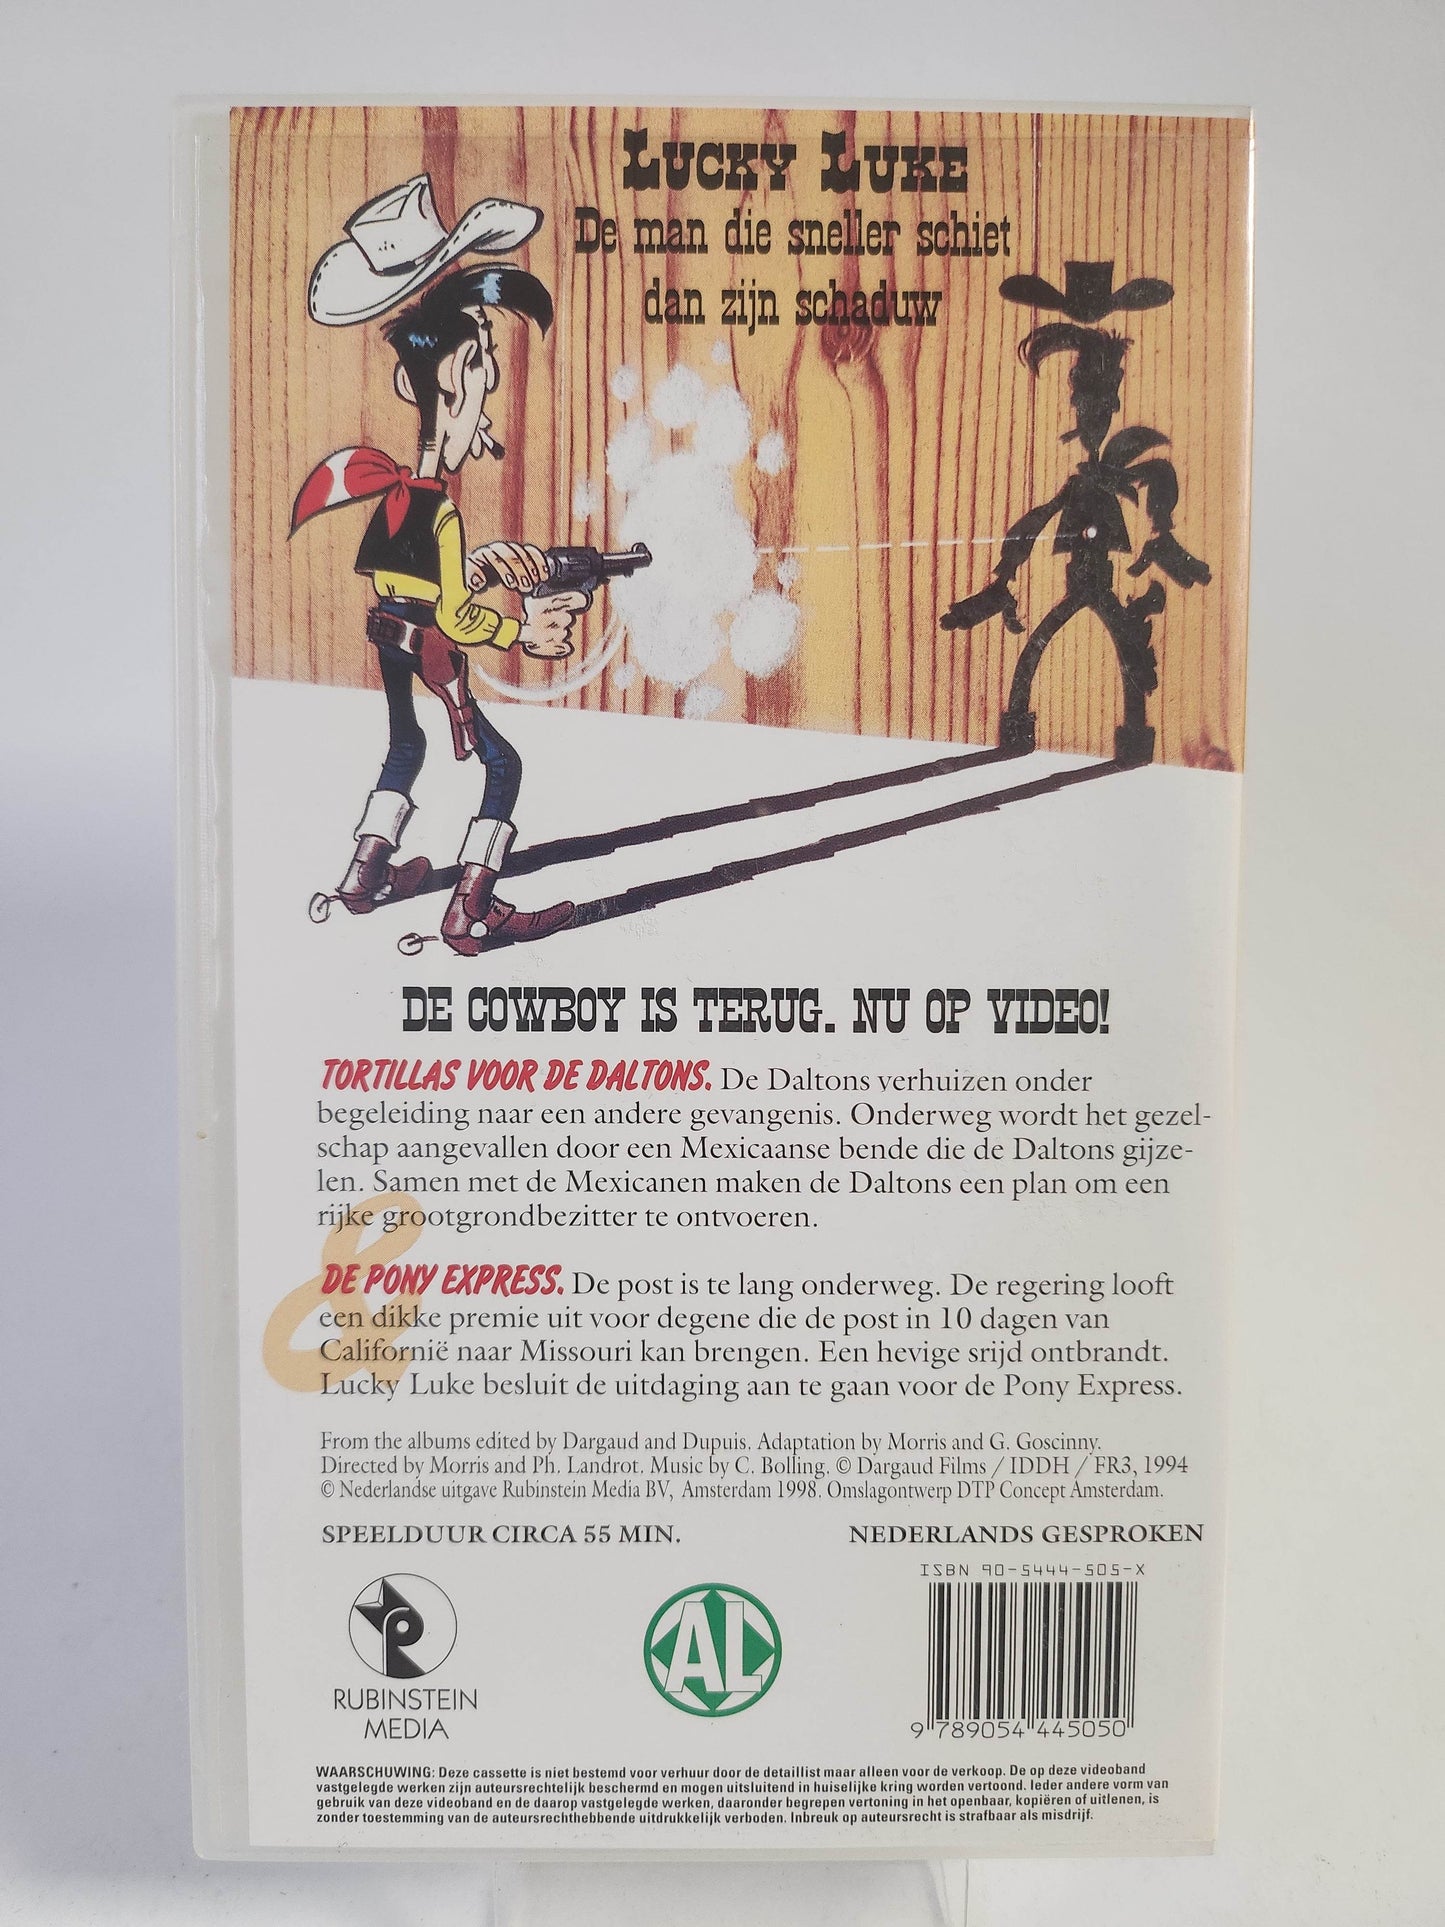 LUCKY LUKE
De man die sneller schiet
dan zijn schaduw
DE COWBOY IS TERUG. NU OP VIDEO!
TORTILLAS VOOR DE DALTONS. De Daltons verhuizen onder
begeleiding naar een andere gevangenis. Onderweg wordt het gezel-
schap aangevallen door een Mexicaanse bende die de Daltons gijze-
len. Samen met de Mexicanen maken de Daltons een plan om een
rijke grootgrondbezitter te ontvoeren.
&
DE PONY EXPRESS. De post is te lang onderweg. De regering looft
een dikke premie uit voor degene die de post in 10 dagen van
Californië naar Missouri kan brengen. Een hevige srijd ontbrandt.
Lucky Luke besluit de uitdaging aan te gaan voor de Pony Express.
From the albums edited by Dargaud and Dupuis. Adaptation by Morris and G. Goscinny.
Directed by Morris and Ph. Landrot. Music by C. Bolling. © Dargaud Films / IDDH / FR3, 1994
© Nederlandse uitgave Rubinstein Media BV, Amsterdam 1998. Omslagontwerp DTP Concept Amsterdam.
SPEELDUUR CIRCA 55 MIN. NEDERLANDS GESPROKEN
ISBN 90-5444-505-X
AL
9 789054 445050
RUBINSTEIN
MEDIA
WAARSCHUWING: Deze cassette is niet bestemd voor verhuur door de detaillist maar alleen voor de verkoop. De op deze videoband
vastgelegde werken zijn auteursrechtelijk beschermd en mogen uitsluitend in huiselijke kring worden vertoond. Ieder andere vorm van
gebruik van deze videoband en de daarop vastgelegde werken, daaronder begrepen vertoning in het openbaar, kopiëren of uitlenen, is
zonder toestemming van de auteursrechthebbende uitdrukkelijk verboden. Inbreuk op auteursrecht is strafbaar als misdrijf.